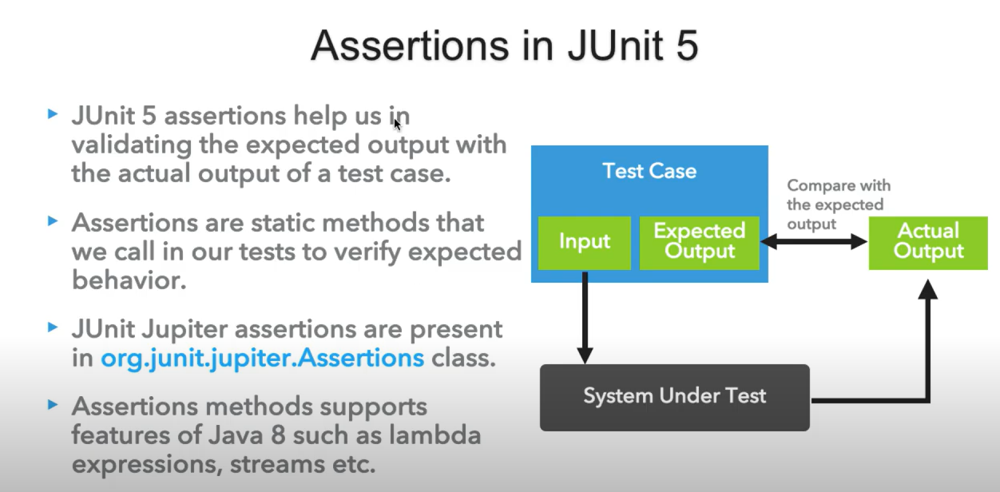 Assertions in JUnit 5
JUnit 5 assertions help us in
validating the expected output with
the actual output of a test case.
Assertions are static methods that
we call in our tests to verify expected
behavior.
JUnit Jupiter assertions are present
in org.junit.jupiter.Assertions class.
Assertions methods supports
features of Java 8 such as lambda
expressions, streams etc.
Test Case
Input
Expected
Output
Compare with
the expected
output
Actual
Output
System Under Test